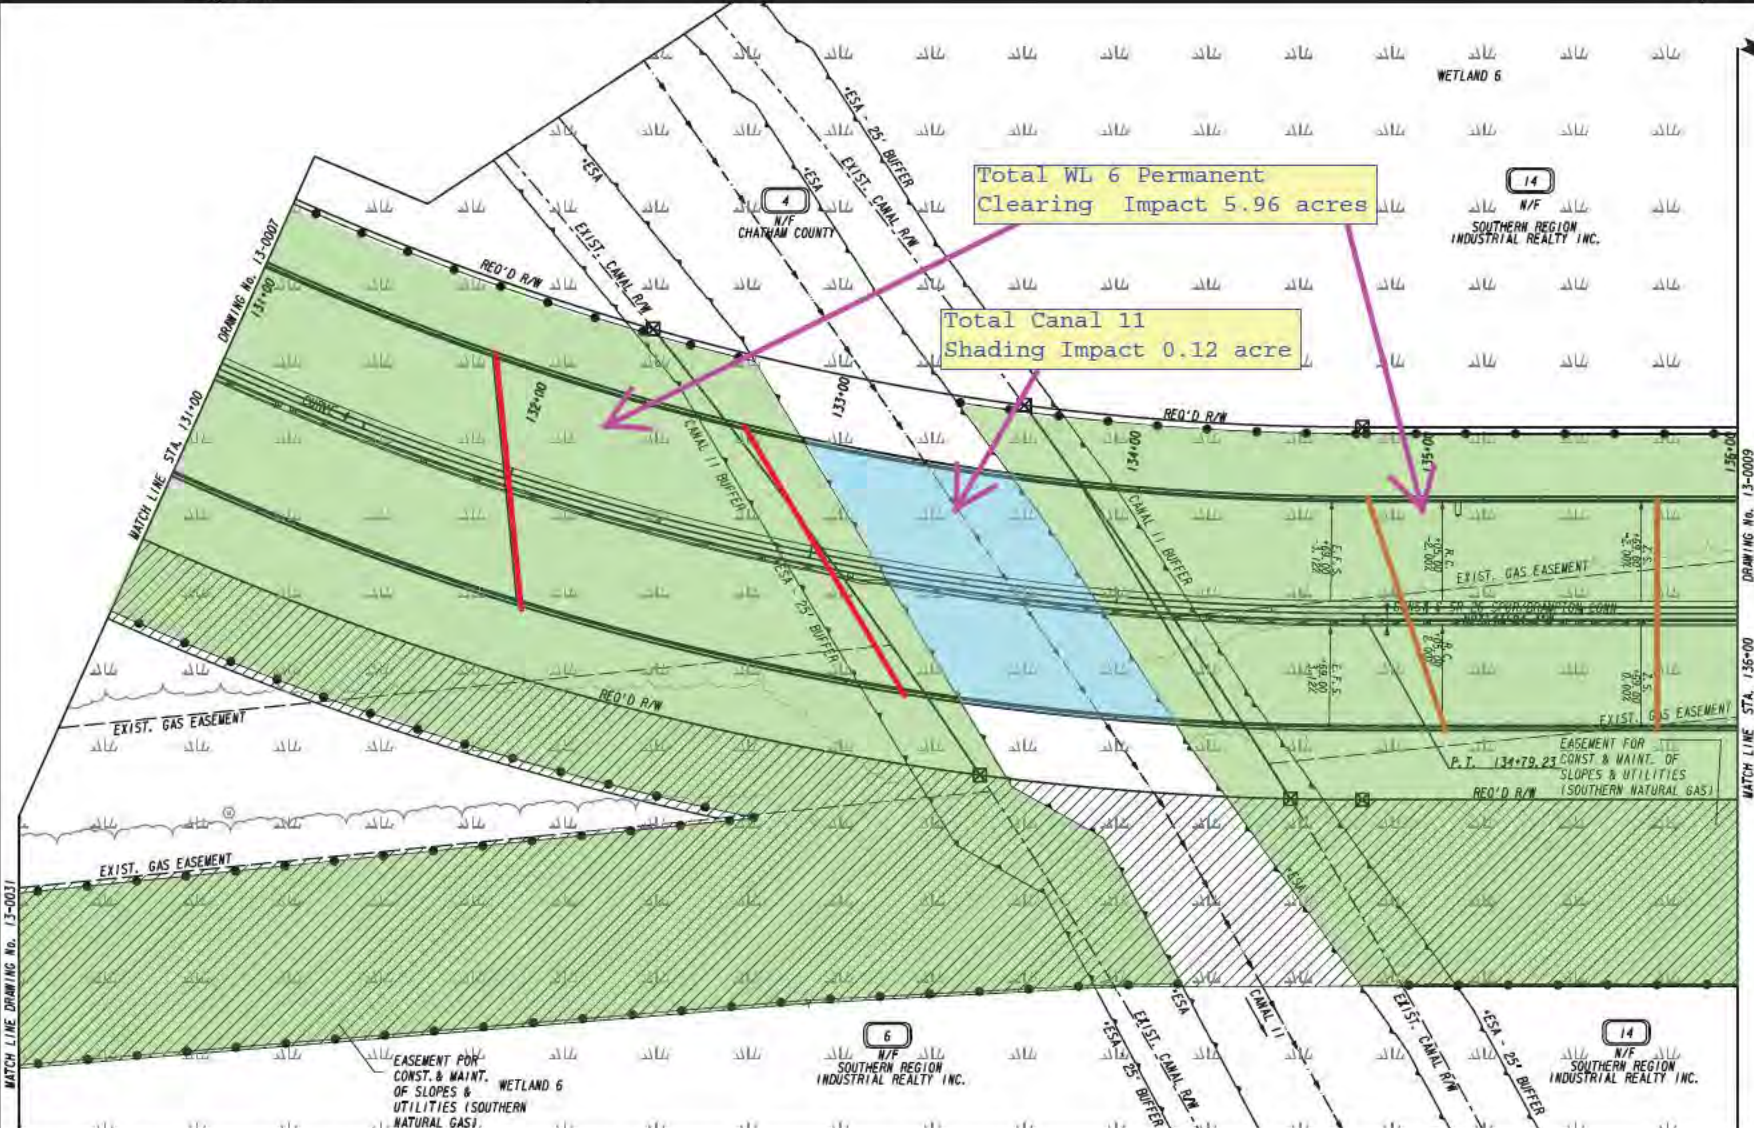 WETLAND 6
*ESA - 25' BUFFER
*ESA
*ESA
EXIST. CANAL R/W
EXIST. CANAL R/W
4
N/F
CHATHAM COUNTY
Total WL 6 Permanent
Clearing Impact 5.96 acres
14
N/F
SOUTHERN REGION
INDUSTRIAL REALTY INC.
DRAWING No. 13-0007
131+00
REQ'D R/W
Total Canal 11
Shading Impact 0.12 acre
MATCH LINE STA. 131+00
CURVE 4
132+00
133+00
REQ'D R/W
134+00
135+00
136+00
CANAL 11 BUFFER
*ESA - 25' BUFFER
CANAL 11 BUFFER
DRAWING No. 13-0009
MATCH LINE STA. 136+00
EXIST. GAS EASEMENT
REQ'D R/W
EXIST. GAS EASEMENT
EXIST. GAS EASEMENT
P.T. 134+79.23
EASEMENT FOR
CONST & MAINT. OF
SLOPES & UTILITIES
(SOUTHERN NATURAL GAS)
REQ'D R/W
EXIST. GAS EASEMENT
MATCH LINE DRAWING No. 13-0031
*ESA
*ESA
CANAL 11
EXIST. CANAL R/W
EXIST. CANAL R/W
*ESA - 25' BUFFER
*ESA - 25' BUFFER
6
N/F
SOUTHERN REGION
INDUSTRIAL REALTY INC.
14
N/F
SOUTHERN REGION
INDUSTRIAL REALTY INC.
EASEMENT FOR
CONST. & MAINT.
OF SLOPES &
UTILITIES (SOUTHERN
NATURAL GAS)
WETLAND 6